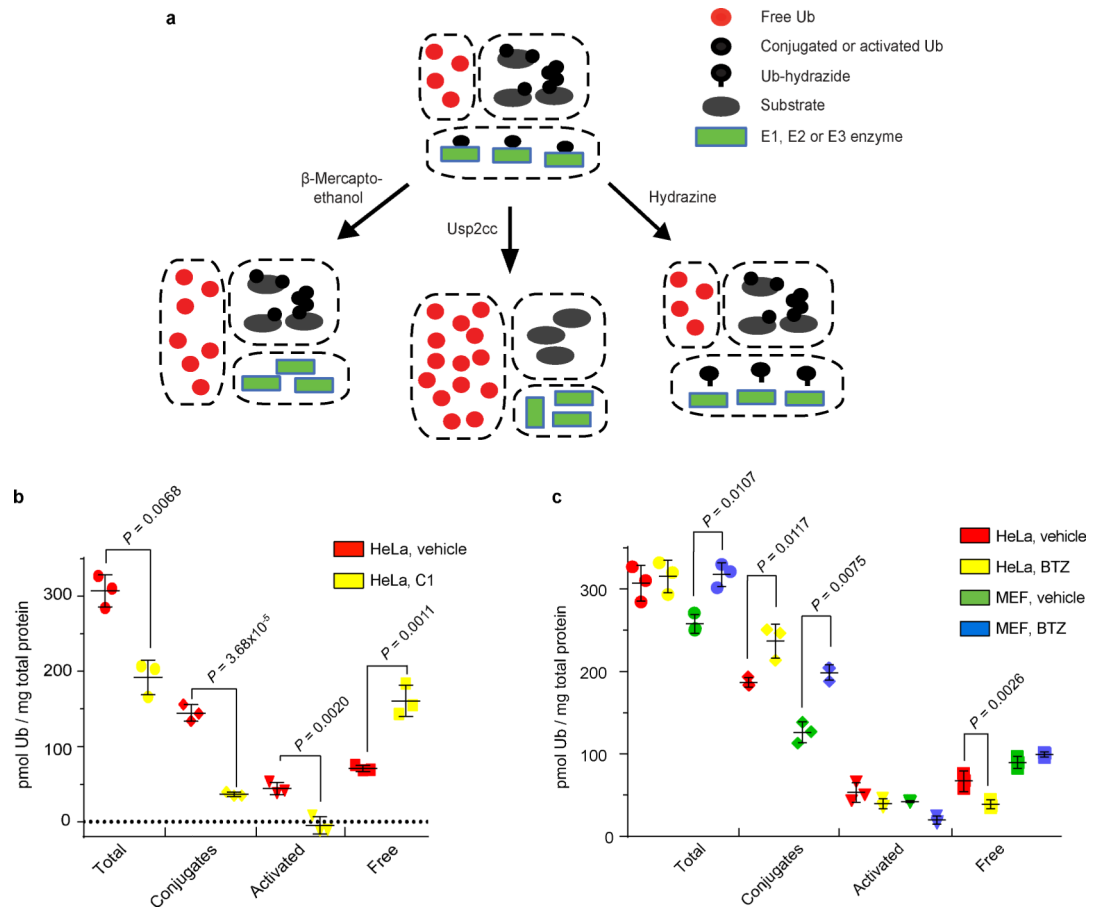 a
Free Ub
Conjugated or activated Ub
Ub-hydrazide
Substrate
E1, E2 or E3 enzyme
β-Mercapto-
ethanol
Usp2cc
Hydrazine
b
pmol Ub / mg total protein
300
200
100
0
P = 0.0068
P = 3.68x10-5
P = 0.0020
P = 0.0011
HeLa, vehicle
HeLa, C1
Total
Conjugates
Activated
Free
c
pmol Ub / mg total protein
300
200
100
0
P = 0.0107
P = 0.0117
P = 0.0075
P = 0.0026
HeLa, vehicle
HeLa, BTZ
MEF, vehicle
MEF, BTZ
Total
Conjugates
Activated
Free